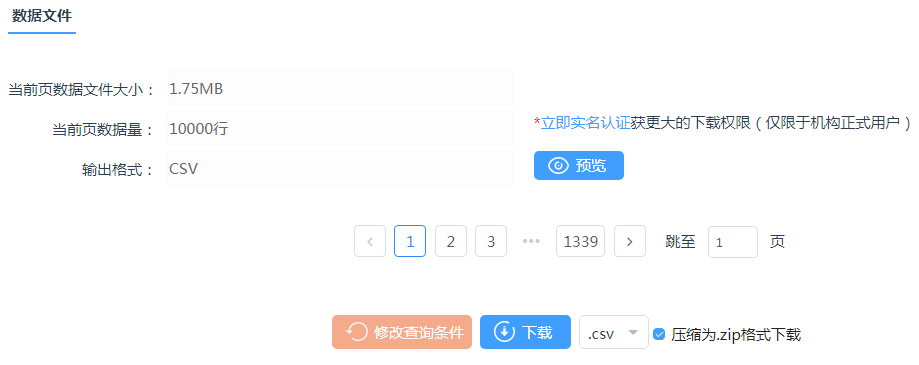 数据文件
当前页数据文件大小： 1.75MB
当前页数据量： 10000行
*立即实名认证获更大的下载权限（仅限于机构正式用户）
输出格式： CSV
预览
< 1 2 3 ••• 1339 > 跳至 1 页
修改查询条件 下载 .csv 压缩为.zip格式下载